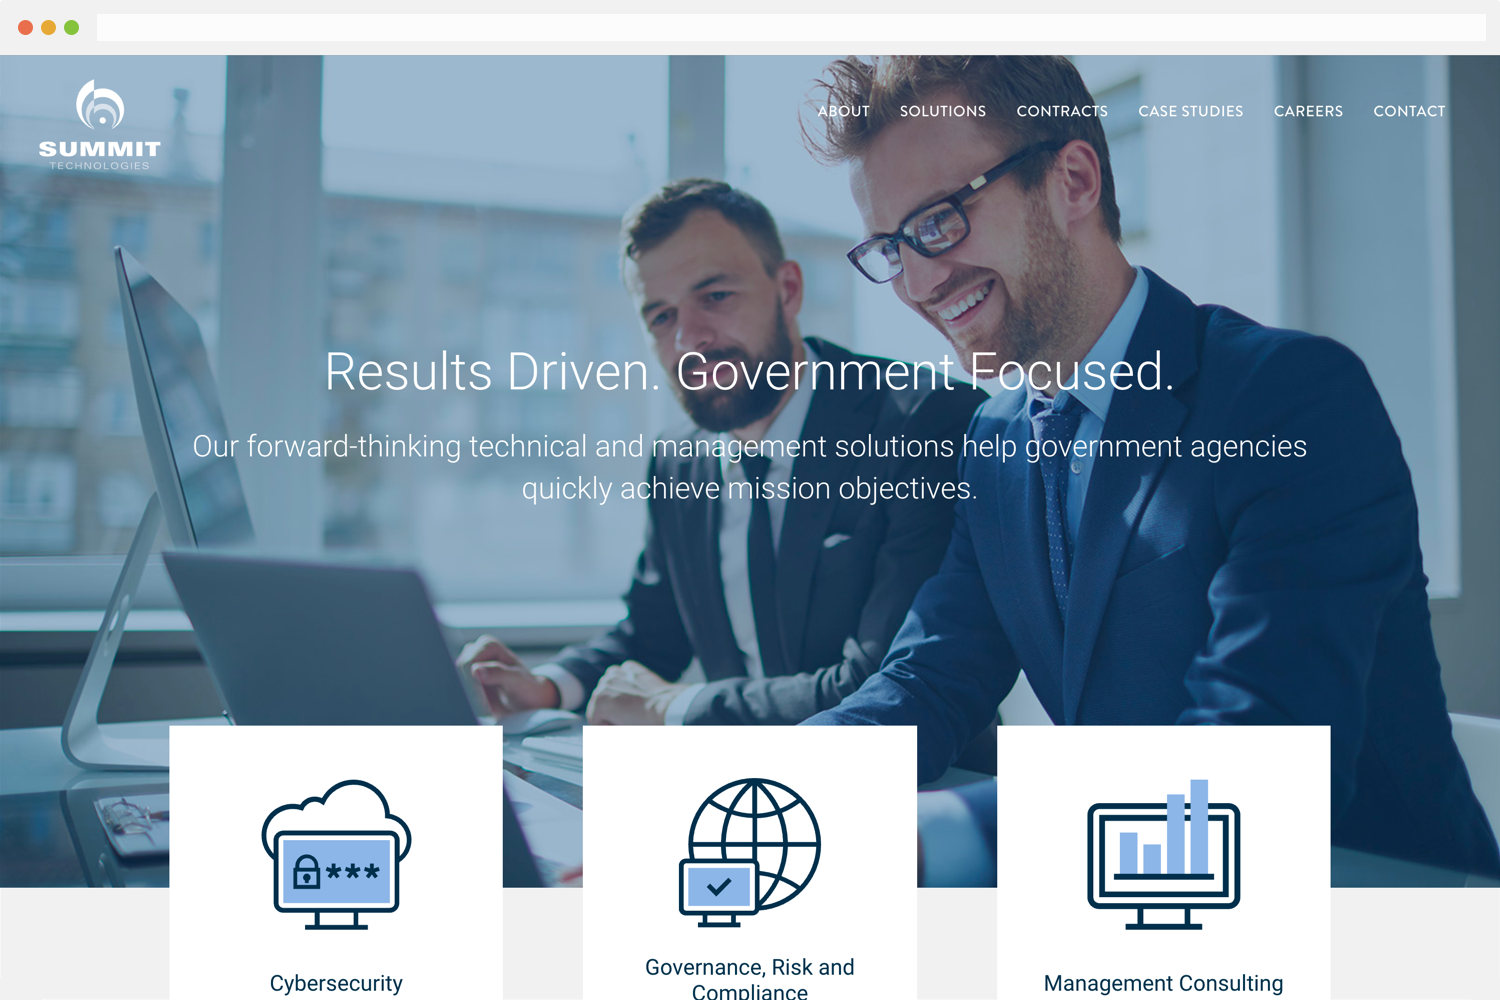 SUMMIT
TECHNOLOGIES
ABOUT SOLUTIONS CONTRACTS CASE STUDIES CAREERS CONTACT
Results Driven. Government Focused.
Our forward-thinking technical and management solutions help government agencies
quickly achieve mission objectives.
***
Cybersecurity
Governance, Risk and
Compliance
Management Consulting